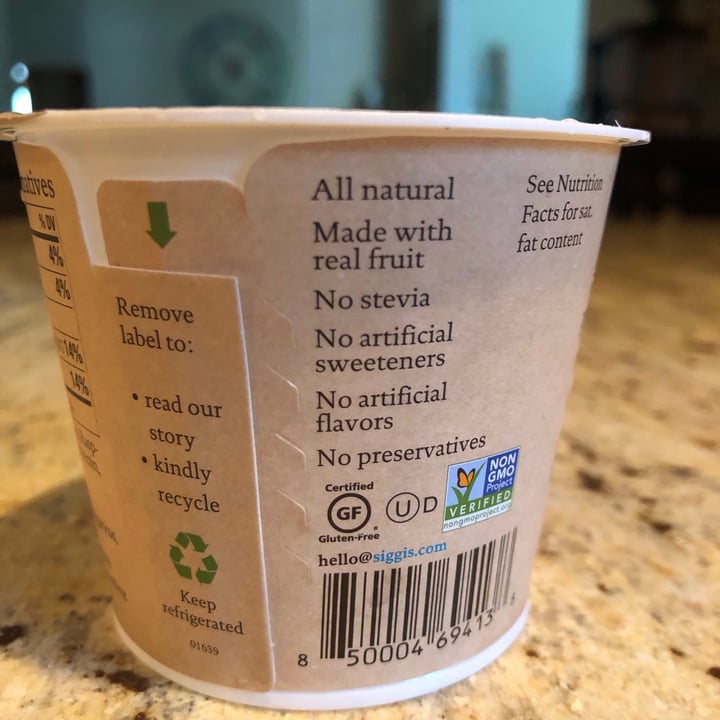 % DV
4%
4%
14%
14%
Remove
label to:
• read our
story
• kindly
recycle
Keep
refrigerated
01639
All natural
Made with
real fruit
No stevia
No artificial
sweeteners
No artificial
flavors
No preservatives
See Nutrition
Facts for sat.
fat content
Certified
GF
Gluten-Free
U D
NON
GMO
Project
VERIFIED
nongmoproject.org
hello@siggis.com
8 50004 69413 8